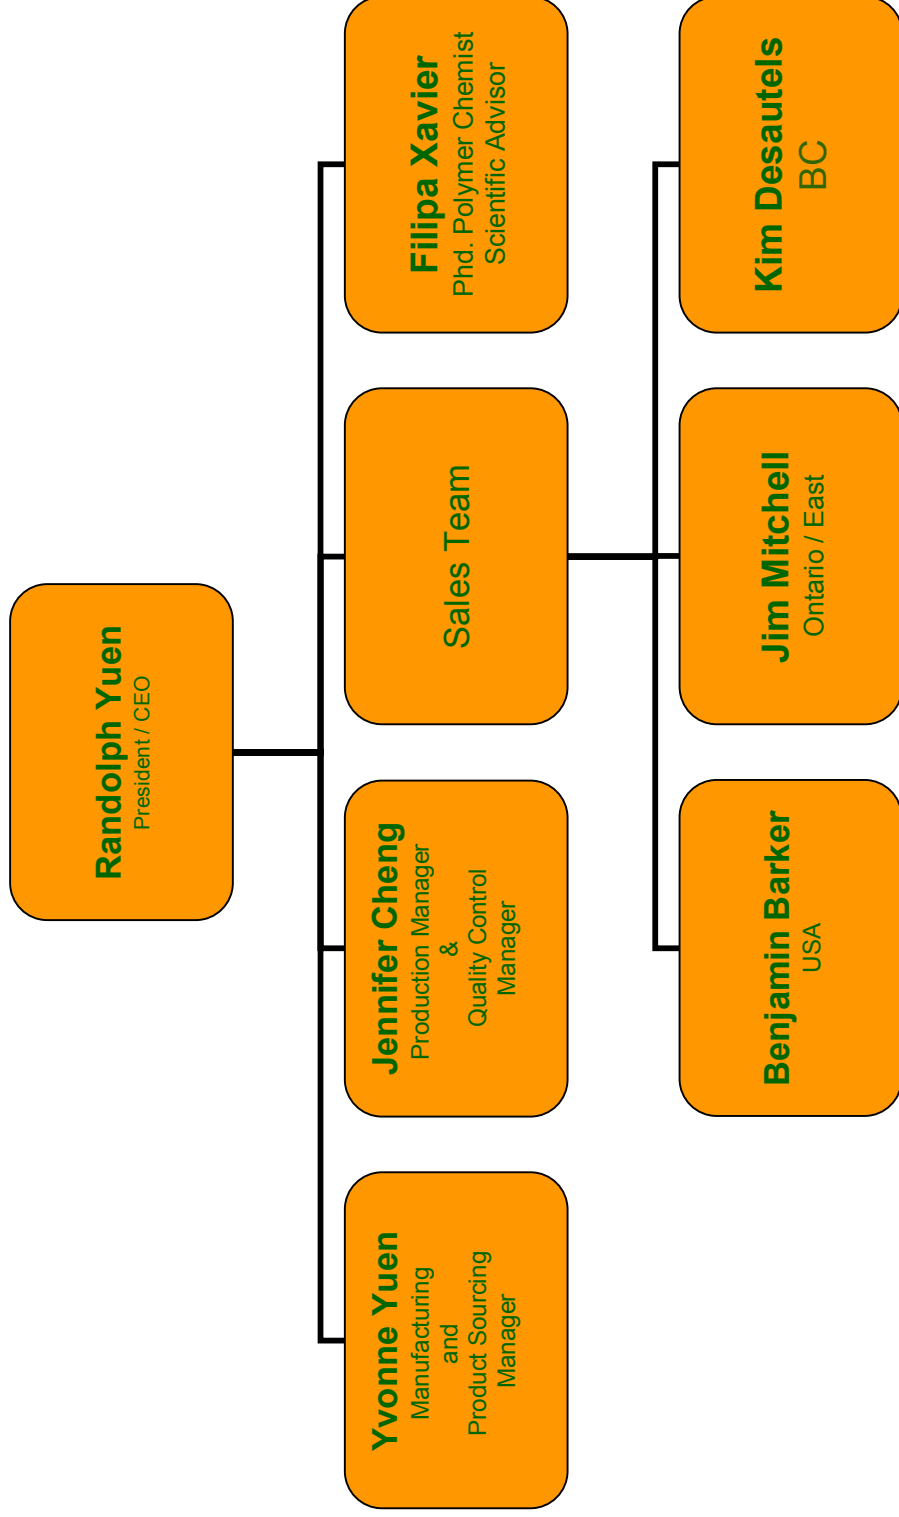 Randolph Yuen
President / CEO
Yvonne Yuen
Manufacturing
and
Product Sourcing
Manager
Jennifer Cheng
Production Manager
&
Quality Control
Manager
Sales Team
Filipa Xavier
Phd. Polymer Chemist
Scientific Advisor
Benjamin Barker
USA
Jim Mitchell
Ontario / East
Kim Desautels
BC